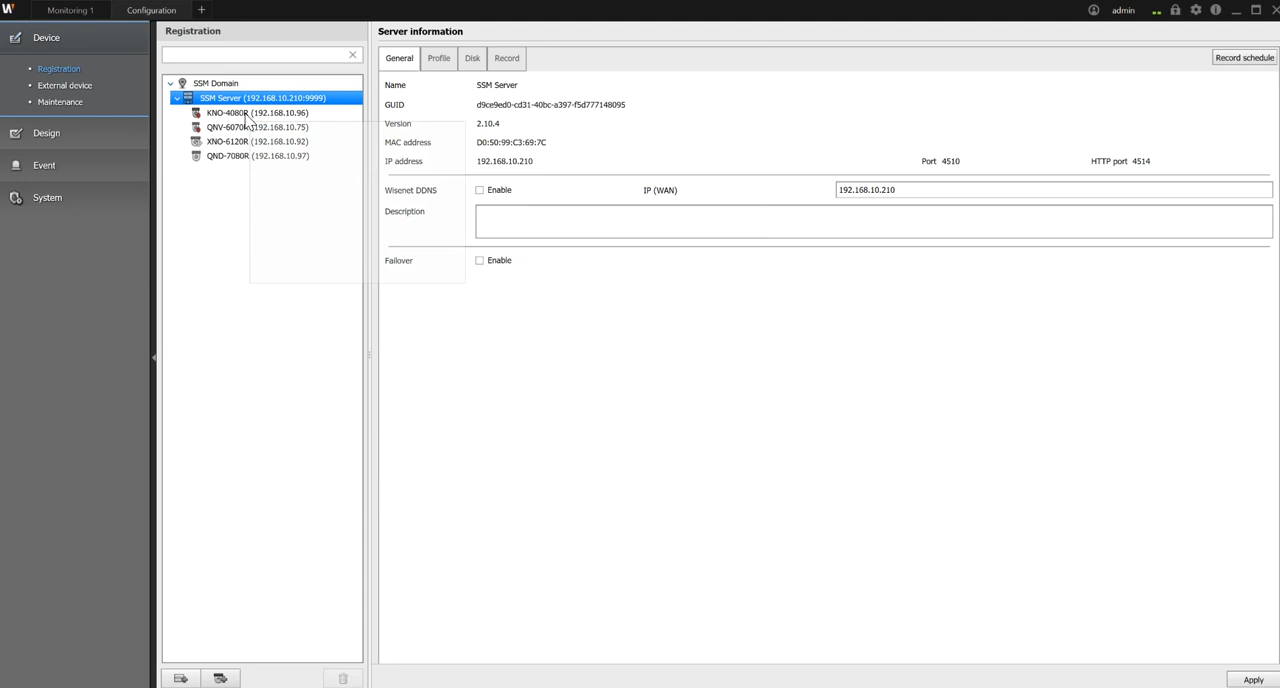 Monitoring 1 Configuration + admin
Device
Registration
External device
Maintenance
Design
Event
System
Registration
SSM Domain
SSM Server (192.168.10.210:9999)
KNO-4080R (192.168.10.96)
QNV-6070R (192.168.10.75)
XNO-6120R (192.168.10.92)
QND-7080R (192.168.10.97)
Server information
General Profile Disk Record Record schedule
Name SSM Server
GUID d9ce9ed0-cd31-40bc-a397-f5d777148095
Version 2.10.4
MAC address D0:50:99:C3:69:7C
IP address 192.168.10.210 Port 4510 HTTP port 4514
Wisenet DDNS Enable IP (WAN) 192.168.10.210
Description
Failover Enable
Apply